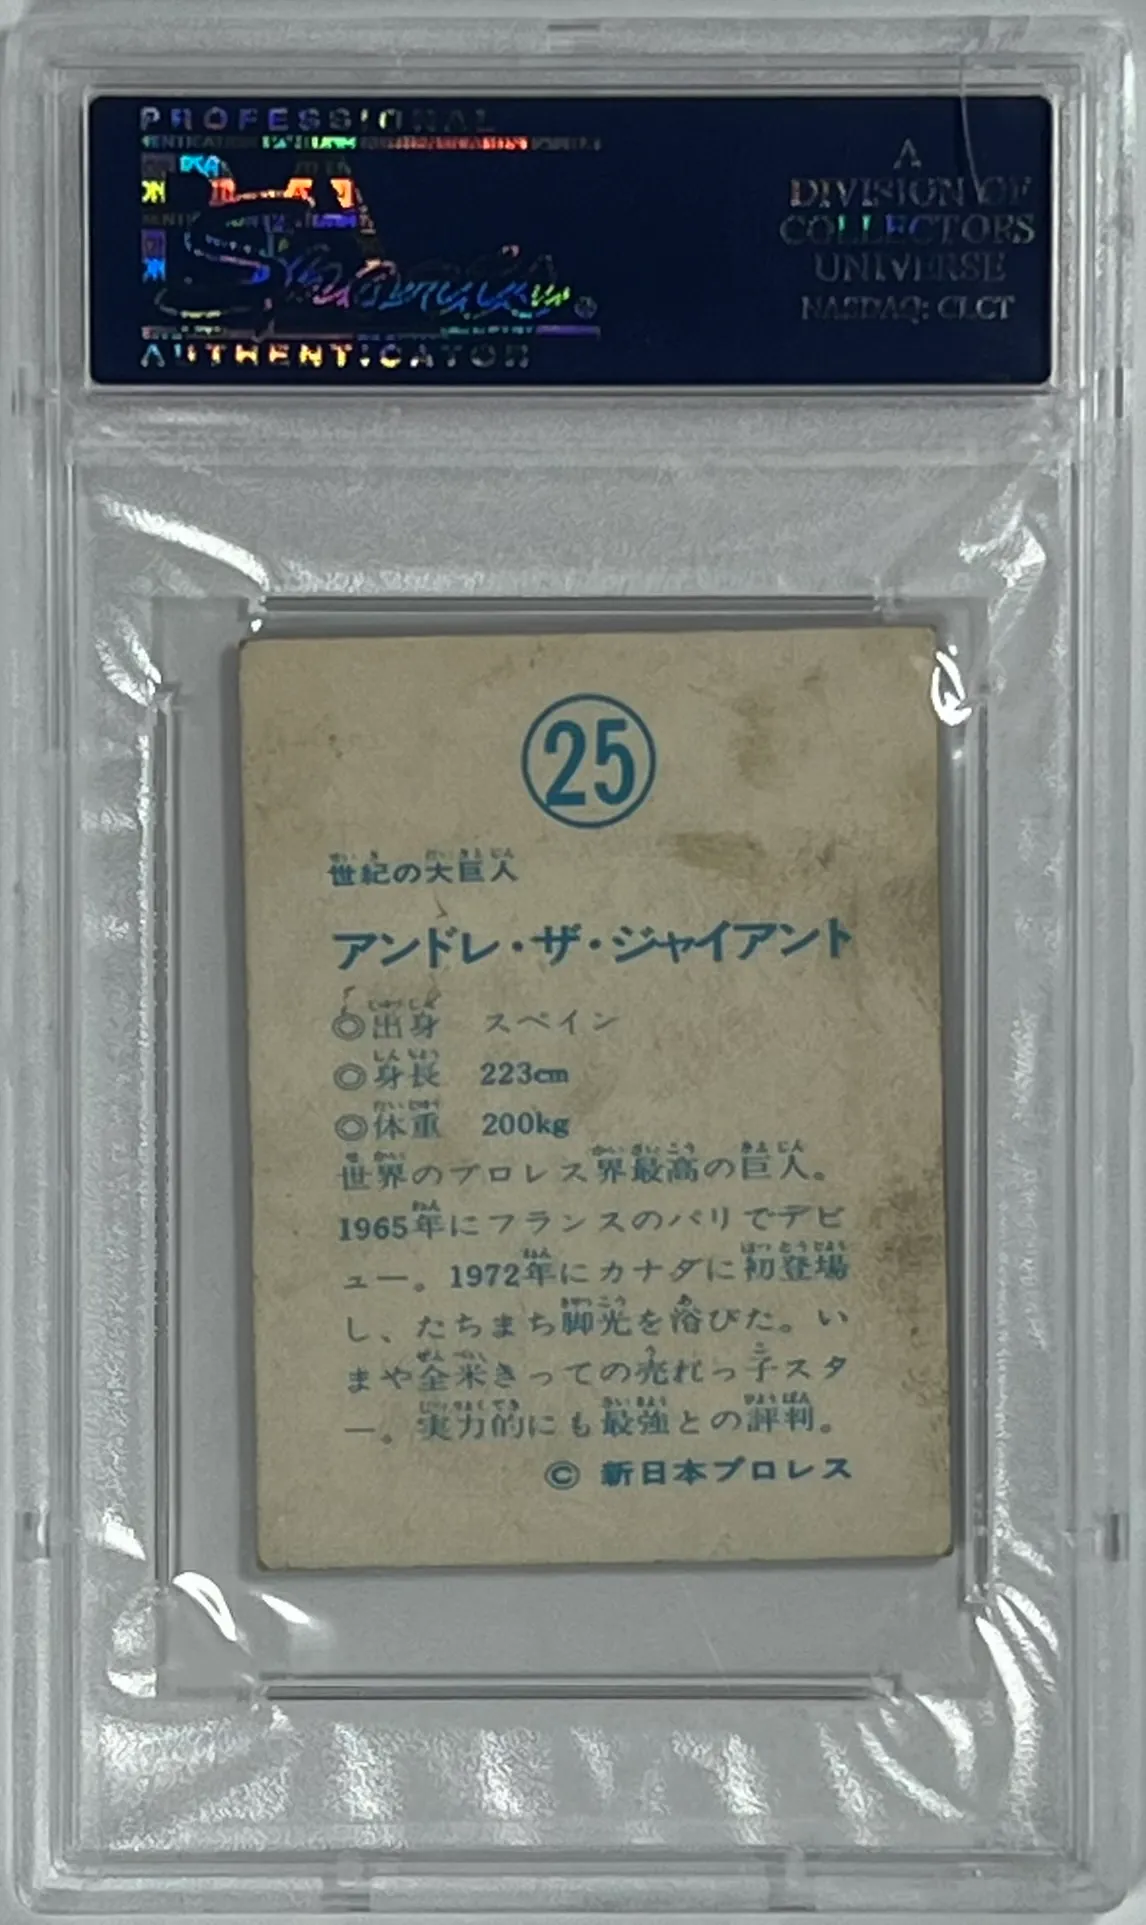 PROFESSIONAL
Sports
AUTHENTICATOR
A
DIVISION OF
COLLECTORS
UNIVERSE
NASDAQ: CLCT
25
世紀の大巨人
アンドレ・ザ・ジャイアント
◎出身 スペイン
◎身長 223cm
◎体重 200kg
世界のプロレス界最高の巨人。
1965年にフランスのパリでデビ
ュー。1972年にカナダに初登場
し、たちまち脚光を浴びた。い
まや全米きっての売れっ子スタ
ー。実力的にも最強との評判。
© 新日本プロレス